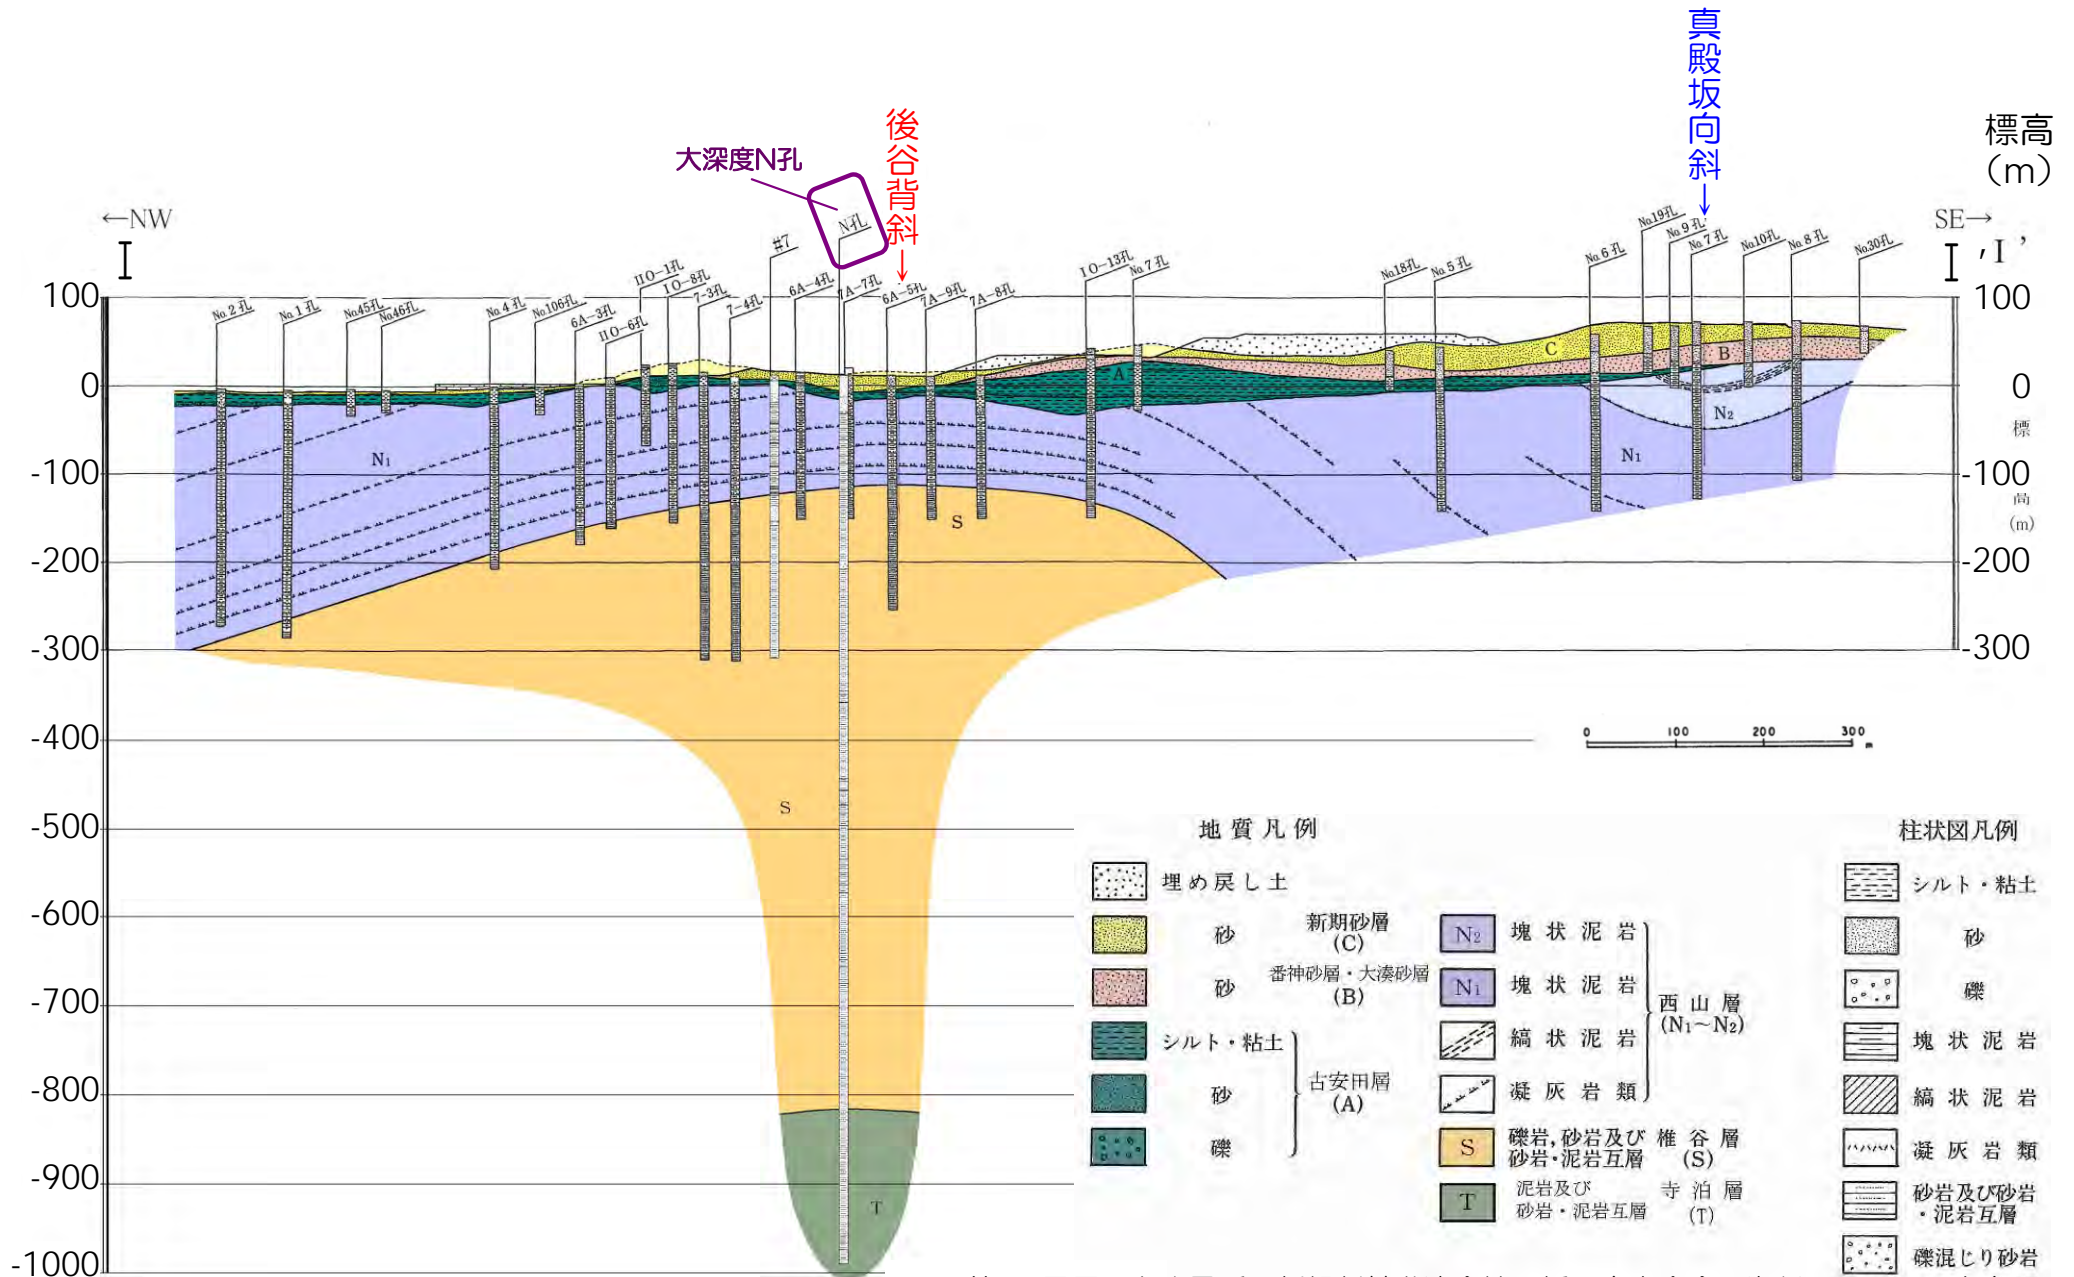 真殿坂向斜
後谷背斜
大深度N孔
標高
(m)
←NW
SE→
I
I'
N孔
#7
No.2孔
No.1孔
No.45孔
No.46孔
No.4孔
No.106孔
6A-3孔
IIO-6孔
IIO-1孔
IO-8孔
7-3孔
7-4孔
6A-4孔
7A-7孔
6A-5孔
7A-9孔
7A-8孔
IO-13孔
No.7孔
No.18孔
No.5孔
No.6孔
No.19孔
No.9孔
No.7孔
No.10孔
No.8孔
No.30孔
100
0
-100
-200
-300
-400
-500
-600
-700
-800
-900
-1000
100
0
-100
-200
-300
標
高
(m)
C
B
A
N₂
N₁
N₁
S
S
T
0 100 200 300
m
地質凡例
埋め戻し土
砂 新期砂層
(C)
砂 番神砂層・大湊砂層
(B)
シルト・粘土
砂
礫
古安田層
(A)
N₂ 塊状泥岩
N₁ 塊状泥岩
縞状泥岩
凝灰岩類
西山層
(N₁~N₂)
S 礫岩,砂岩及び 椎谷層
砂岩・泥岩互層 (S)
T 泥岩及び 寺泊層
砂岩・泥岩互層 (T)
柱状図凡例
シルト・粘土
砂
礫
塊状泥岩
縞状泥岩
凝灰岩類
砂岩及び砂岩
・泥岩互層
礫混じり砂岩